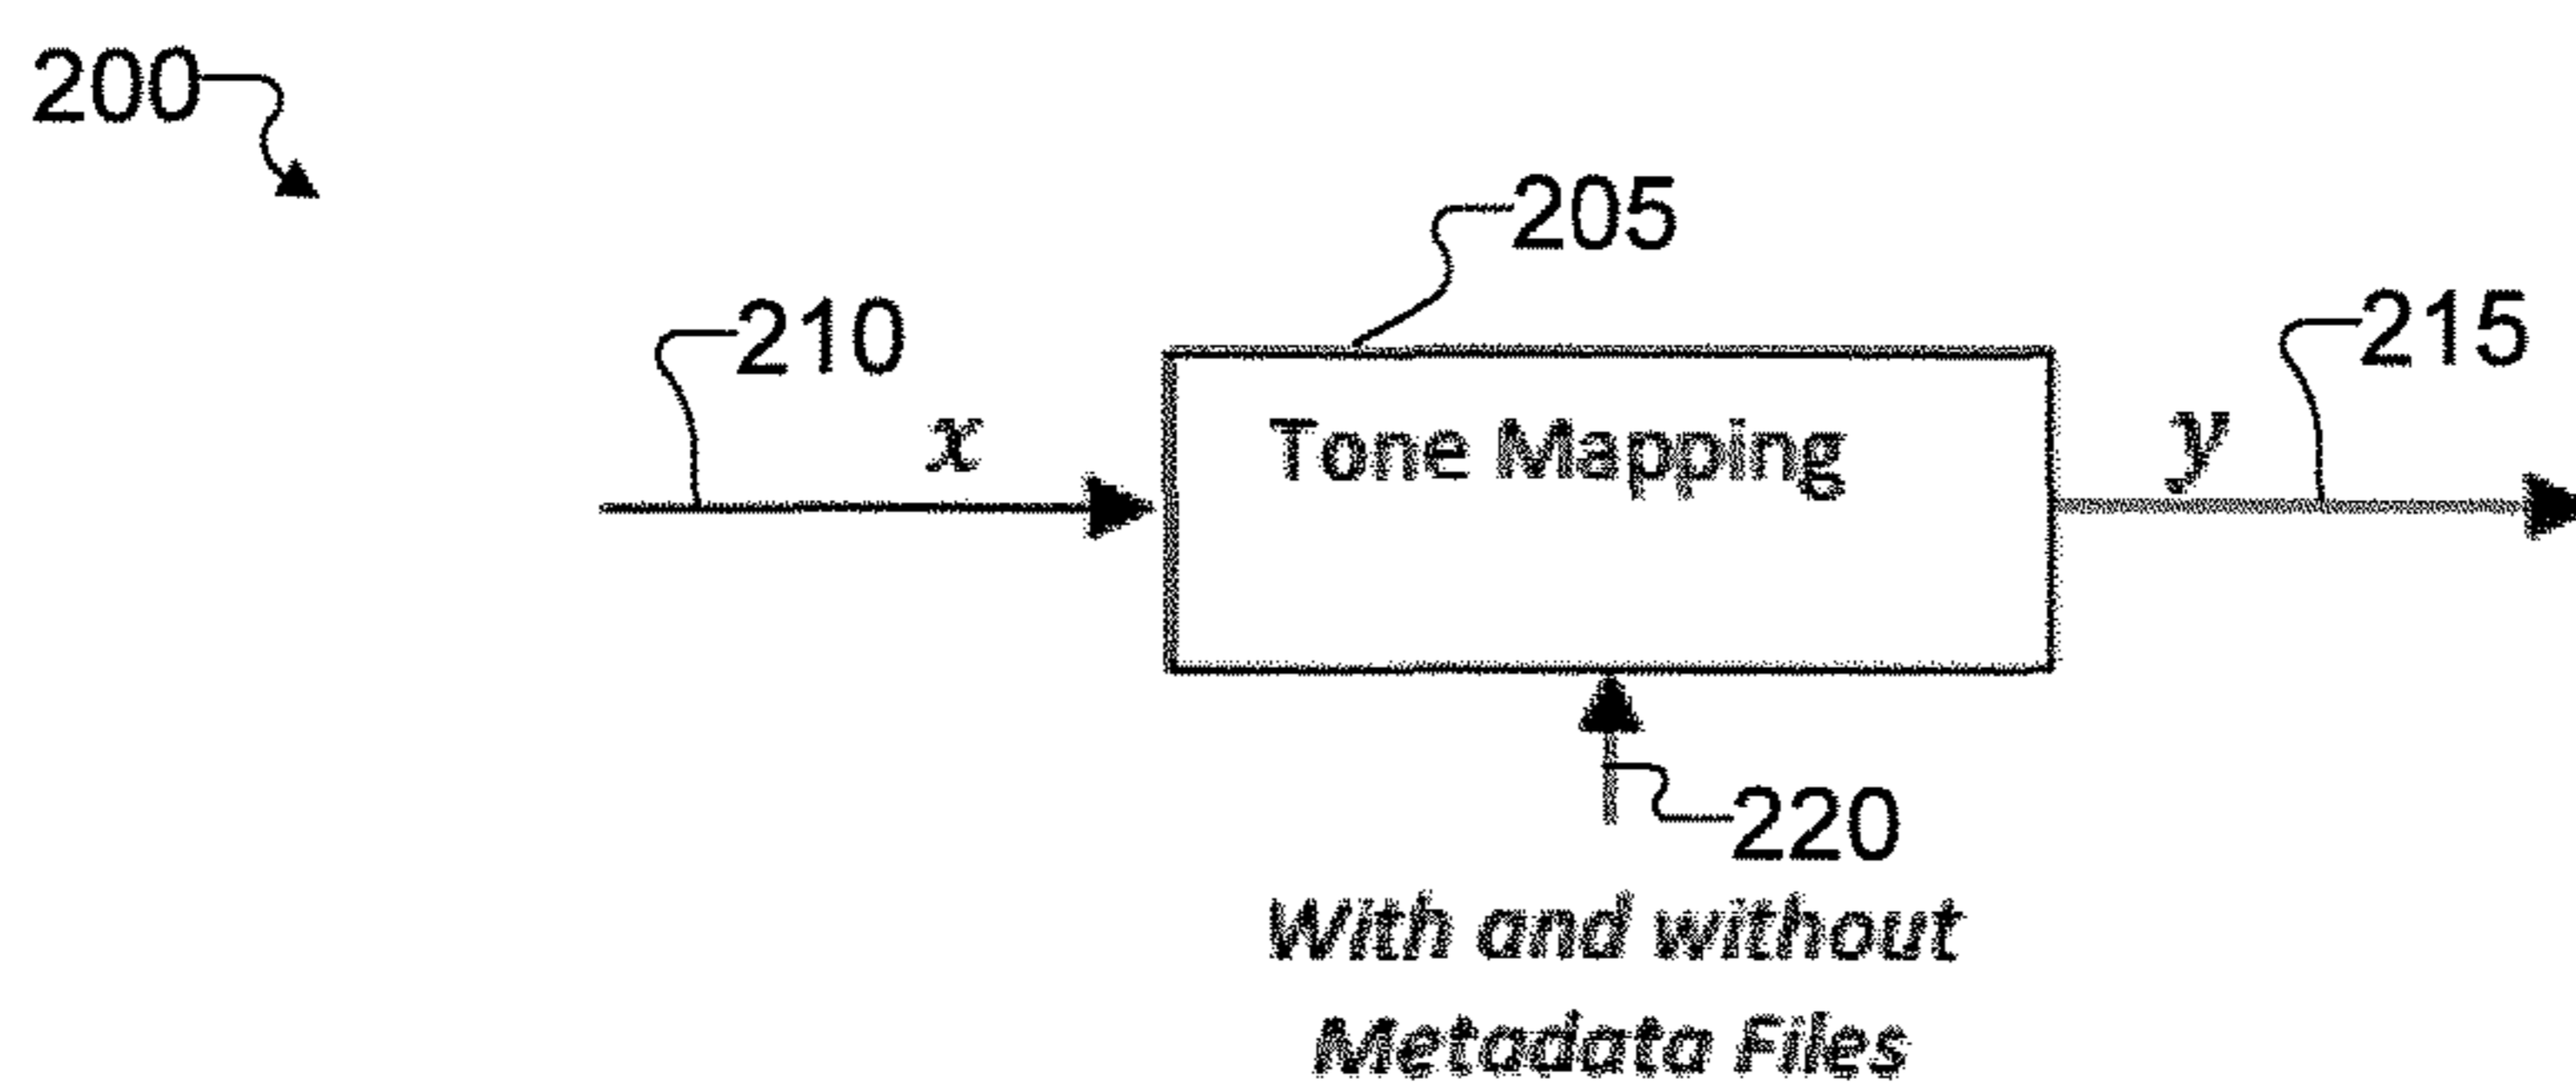 200
205
210
215
x
y
Tone Mapping
220
With and without
Metadata Files